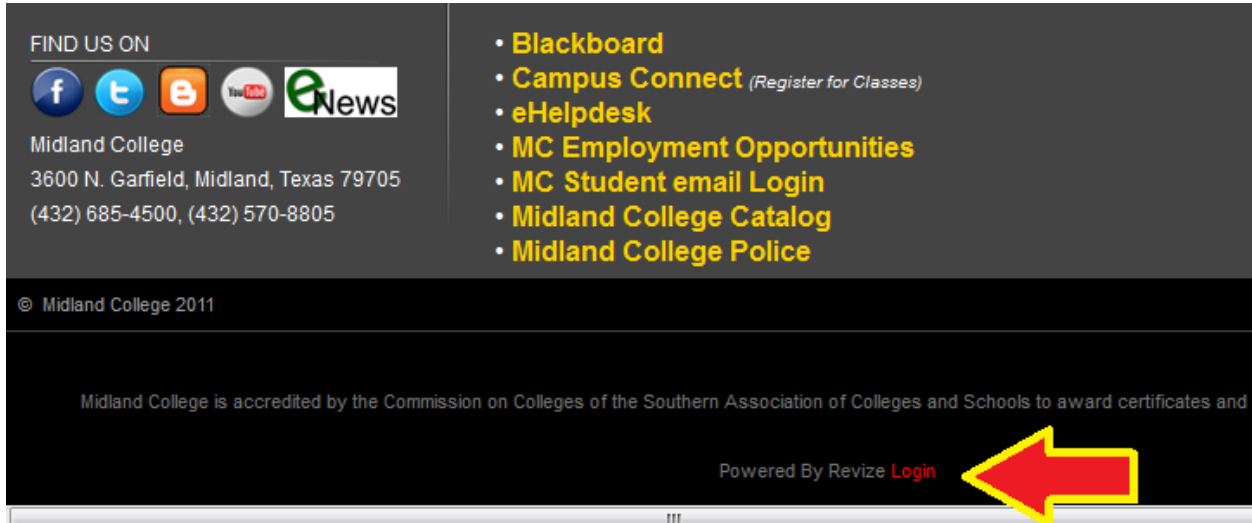 FIND US ON
f t B YouTube eNews
Midland College
3600 N. Garfield, Midland, Texas 79705
(432) 685-4500, (432) 570-8805
• Blackboard
• Campus Connect (Register for Classes)
• eHelpdesk
• MC Employment Opportunities
• MC Student email Login
• Midland College Catalog
• Midland College Police
© Midland College 2011
Midland College is accredited by the Commission on Colleges of the Southern Association of Colleges and Schools to award certificates and
Powered By Revize Login